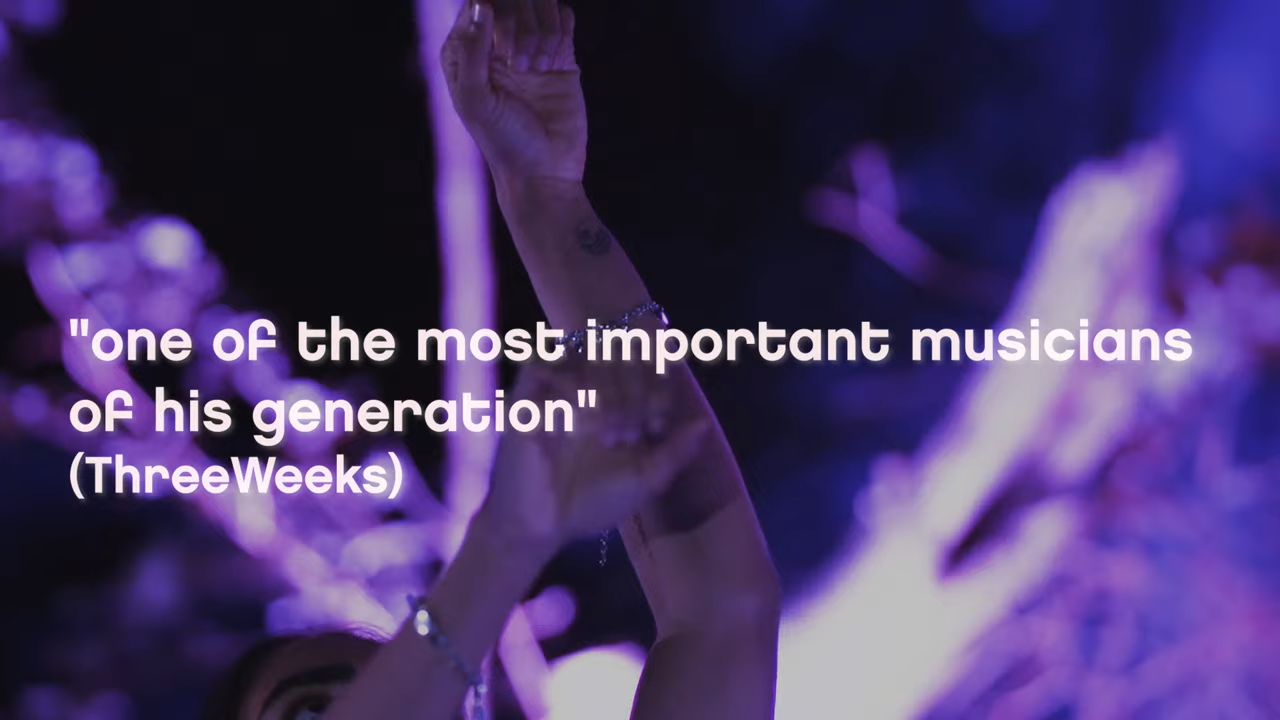 "one of the most important musicians
of his generation"
(ThreeWeeks)